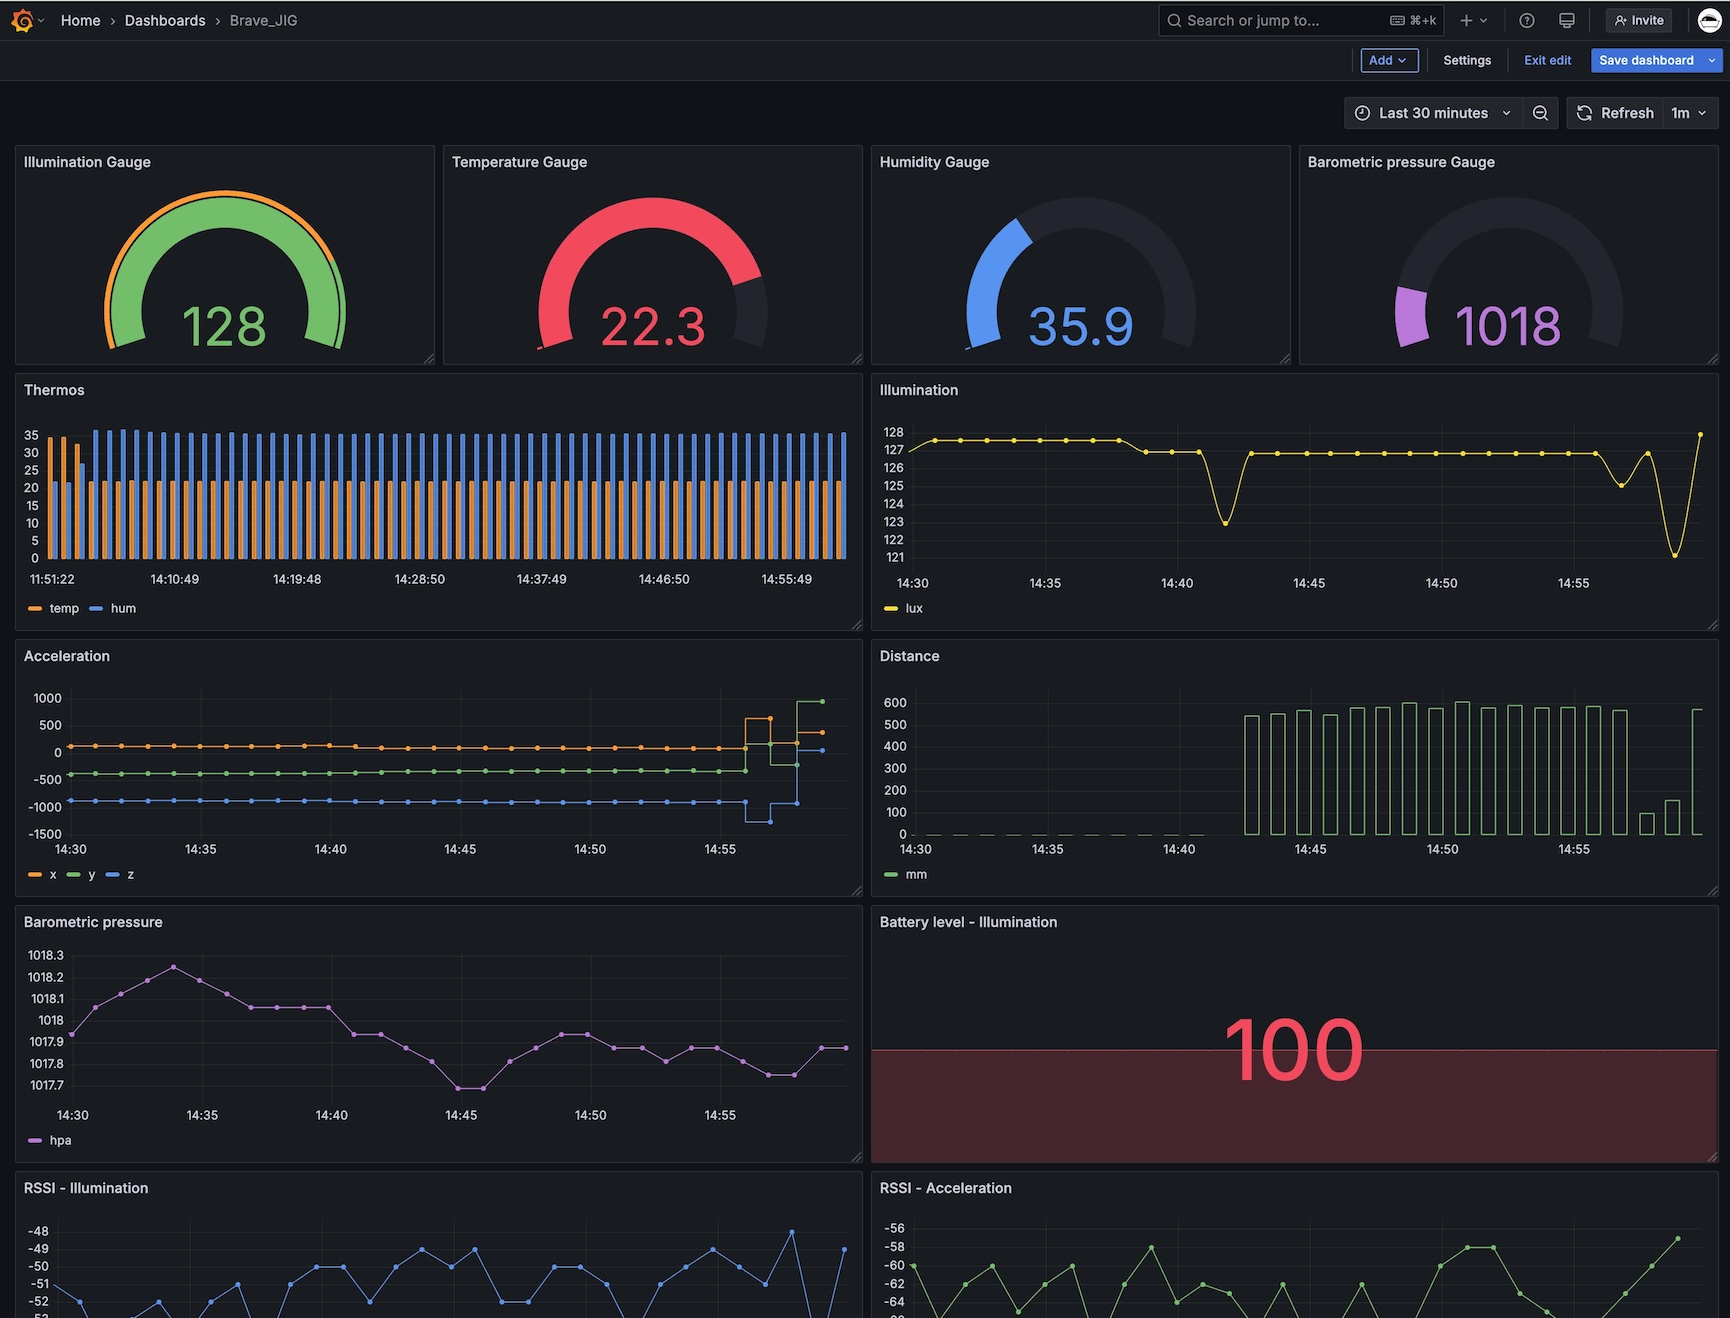 Home › Dashboards › Brave_JIG
Search or jump to... ⌘+k
Invite
Add
Settings
Exit edit
Save dashboard
Last 30 minutes
Refresh
1m
Illumination Gauge
128
Temperature Gauge
22.3
Humidity Gauge
35.9
Barometric pressure Gauge
1018
Thermos
35
30
25
20
15
10
5
0
11:51:22 14:10:49 14:19:48 14:28:50 14:37:49 14:46:50 14:55:49
temp hum
Illumination
128
127
126
125
124
123
122
121
14:30 14:35 14:40 14:45 14:50 14:55
lux
Acceleration
1000
500
0
-500
-1000
-1500
14:30 14:35 14:40 14:45 14:50 14:55
x y z
Distance
600
500
400
300
200
100
0
14:30 14:35 14:40 14:45 14:50 14:55
mm
Barometric pressure
1018.3
1018.2
1018.1
1018
1017.9
1017.8
1017.7
14:30 14:35 14:40 14:45 14:50 14:55
hpa
Battery level - Illumination
100
RSSI - Illumination
-48
-49
-50
-51
-52
RSSI - Acceleration
-56
-58
-60
-62
-64